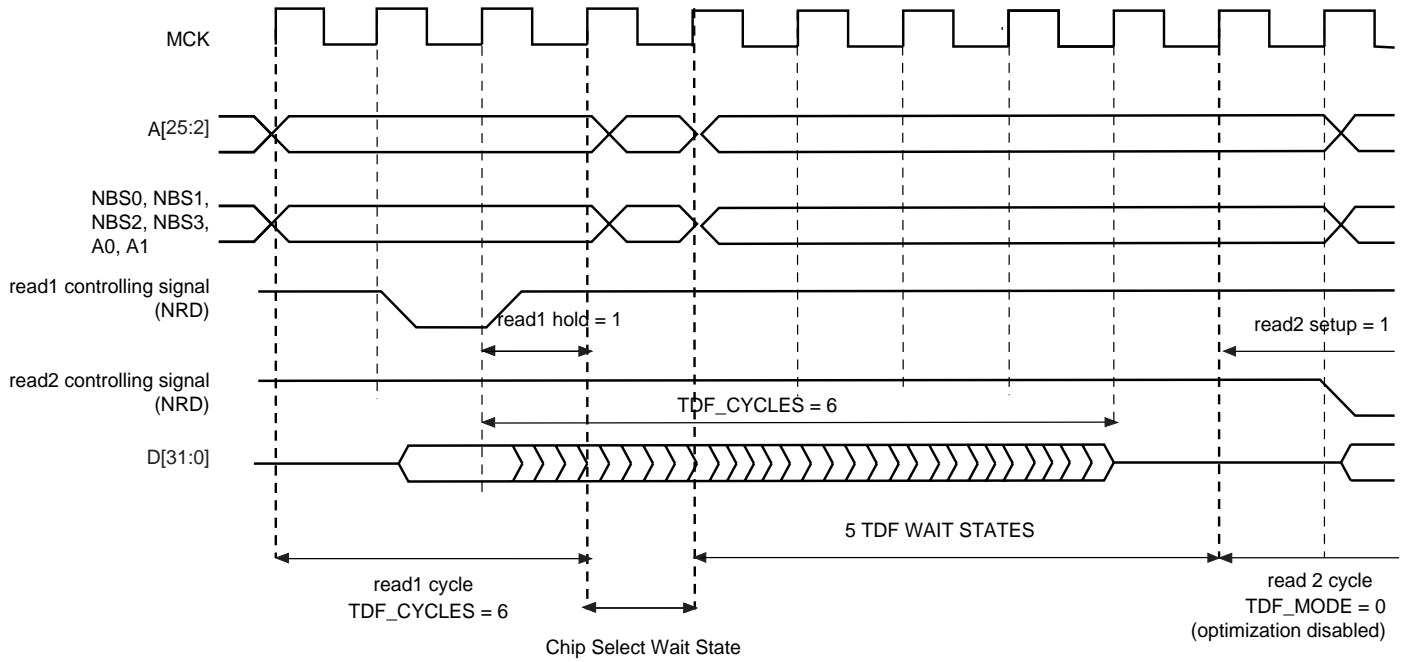 MCK
A[25:2]
NBS0, NBS1,
NBS2, NBS3,
A0, A1
read1 controlling signal
(NRD)
read1 hold = 1
read2 setup = 1
read2 controlling signal
(NRD)
TDF_CYCLES = 6
D[31:0]
5 TDF WAIT STATES
read1 cycle
TDF_CYCLES = 6
Chip Select Wait State
read 2 cycle
TDF_MODE = 0
(optimization disabled)